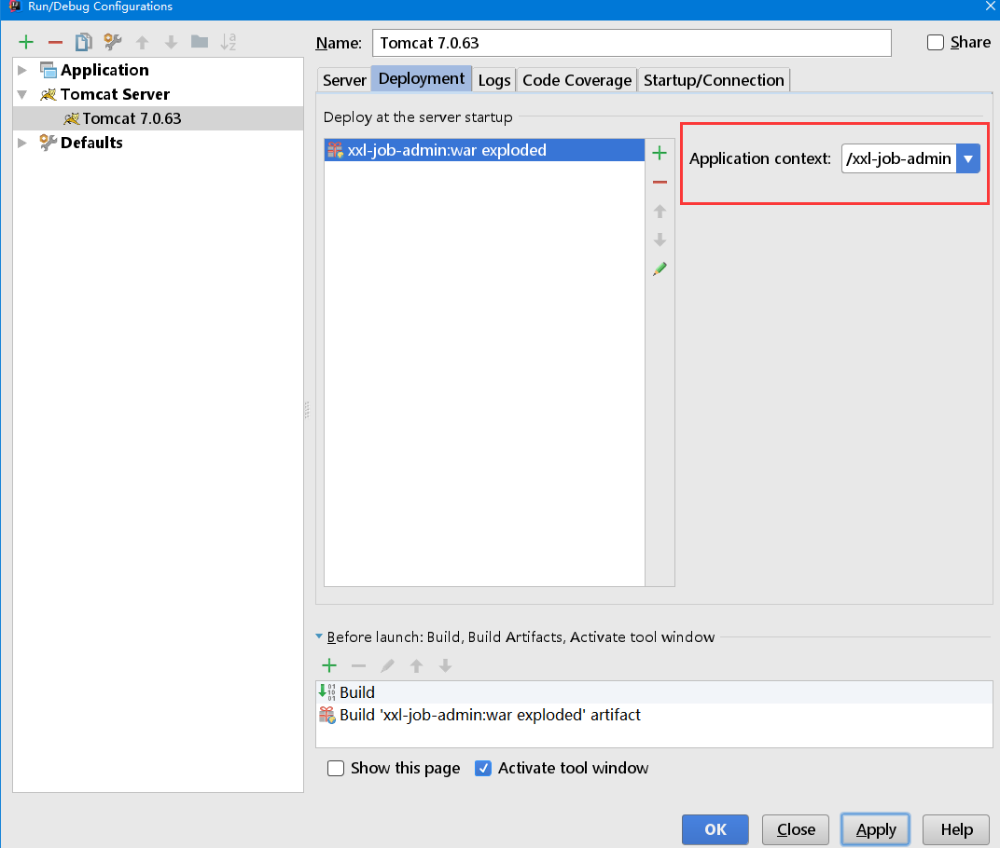 Run/Debug Configurations
Name: Tomcat 7.0.63 Share
Application
Tomcat Server
Tomcat 7.0.63
Defaults
Server Deployment Logs Code Coverage Startup/Connection
Deploy at the server startup
xxl-job-admin:war exploded
Application context: /xxl-job-admin
Before launch: Build, Build Artifacts, Activate tool window
Build
Build 'xxl-job-admin:war exploded' artifact
Show this page Activate tool window
OK Close Apply Help